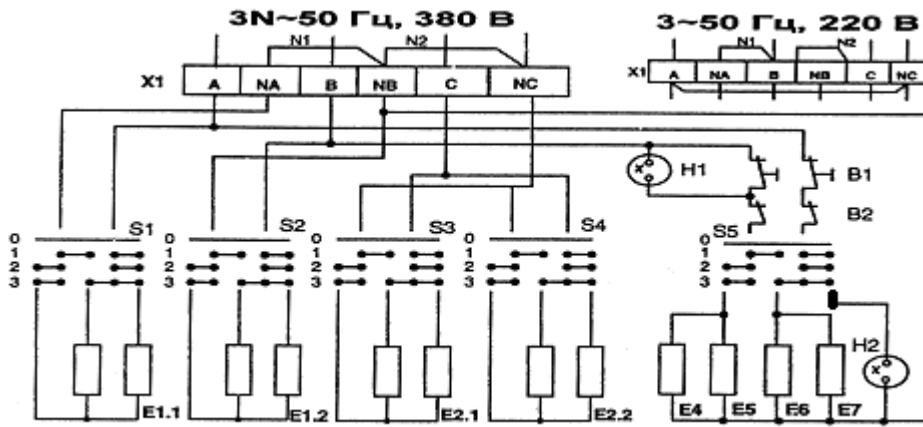 3N~50 Гц, 380 В
3~50 Гц, 220 В
N1 N2
N1 N2
X1 A NA B NB C NC
X1 A NA B NB C NC
H1 B1
B2
S1 S2 S3 S4 S5
0 0 0 0 0
1 1 1 1 1
2 2 2 2 2
3 3 3 3 3
H2
E1.1 E1.2 E2.1 E2.2 E4 E5 E6 E7